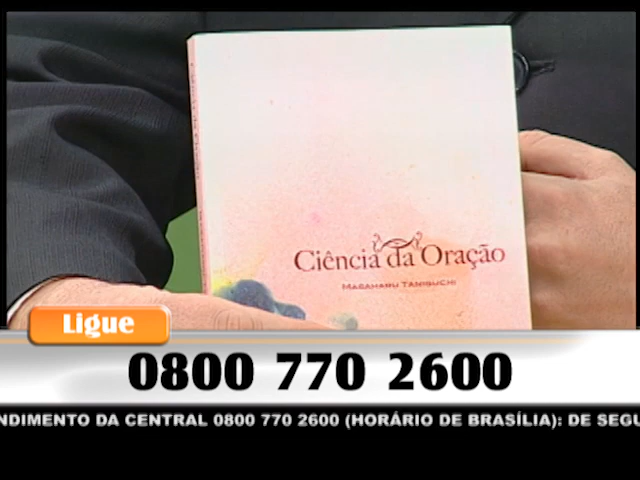 Ciência da Oração
MASAHARU TANIGUCHI
Ligue
0800 770 2600
NDIMENTO DA CENTRAL 0800 770 2600 (HORÁRIO DE BRASÍLIA): DE SEGU